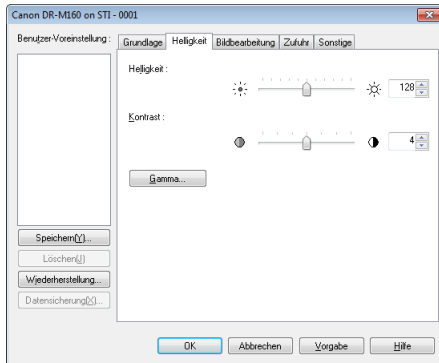 Canon DR-M160 on STI - 0001
Benutzer-Voreinstellung :
Grundlage Helligkeit Bildbearbeitung Zufuhr Sonstige
Helligkeit :
128
Kontrast :
4
Gamma...
Speichern(Y)...
Löschen(J)
Wiederherstellung...
Datensicherung(X)...
OK Abbrechen Vorgabe Hilfe